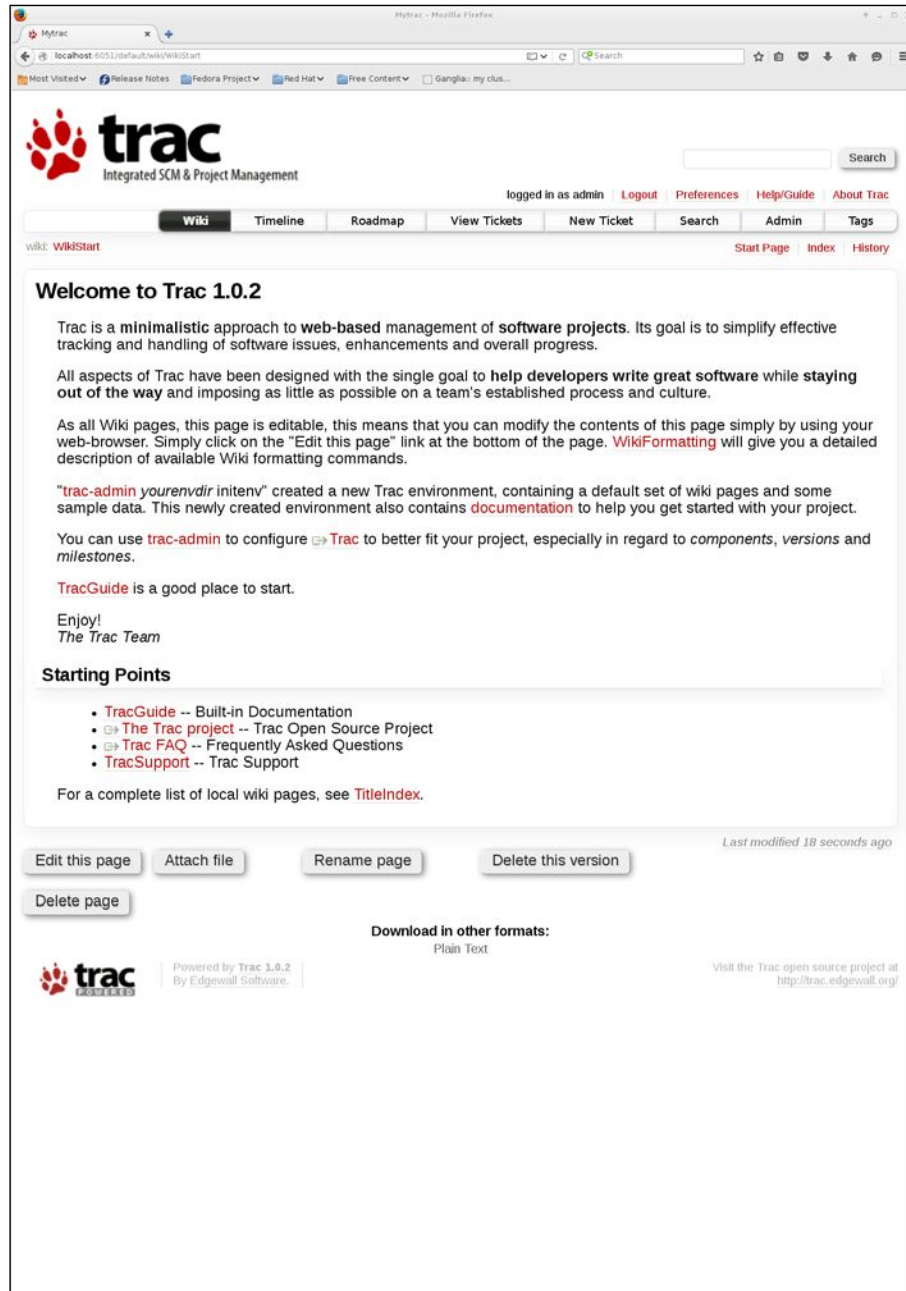 Mytrac - Mozilla Firefox
Mytrac
localhost:6051/default/wiki/WikiStart
Search
Most Visited
Release Notes
Fedora Project
Red Hat
Free Content
Ganglia:: my clus...
trac
Integrated SCM & Project Management
Search
logged in as admin
Logout
Preferences
Help/Guide
About Trac
Wiki
Timeline
Roadmap
View Tickets
New Ticket
Search
Admin
Tags
wiki: WikiStart
Start Page
Index
History
Welcome to Trac 1.0.2
Trac is a minimalistic approach to web-based management of software projects. Its goal is to simplify effective
tracking and handling of software issues, enhancements and overall progress.
All aspects of Trac have been designed with the single goal to help developers write great software while staying
out of the way and imposing as little as possible on a team's established process and culture.
As all Wiki pages, this page is editable, this means that you can modify the contents of this page simply by using your
web-browser. Simply click on the "Edit this page" link at the bottom of the page. WikiFormatting will give you a detailed
description of available Wiki formatting commands.
"trac-admin yourenvdir initenv" created a new Trac environment, containing a default set of wiki pages and some
sample data. This newly created environment also contains documentation to help you get started with your project.
You can use trac-admin to configure Trac to better fit your project, especially in regard to components, versions and
milestones.
TracGuide is a good place to start.
Enjoy!
The Trac Team
Starting Points
• TracGuide -- Built-in Documentation
• The Trac project -- Trac Open Source Project
• Trac FAQ -- Frequently Asked Questions
• TracSupport -- Trac Support
For a complete list of local wiki pages, see TitleIndex.
Last modified 18 seconds ago
Edit this page
Attach file
Rename page
Delete this version
Delete page
Download in other formats:
Plain Text
trac
POWERED
Powered by Trac 1.0.2
By Edgewall Software.
Visit the Trac open source project at
http://trac.edgewall.org/